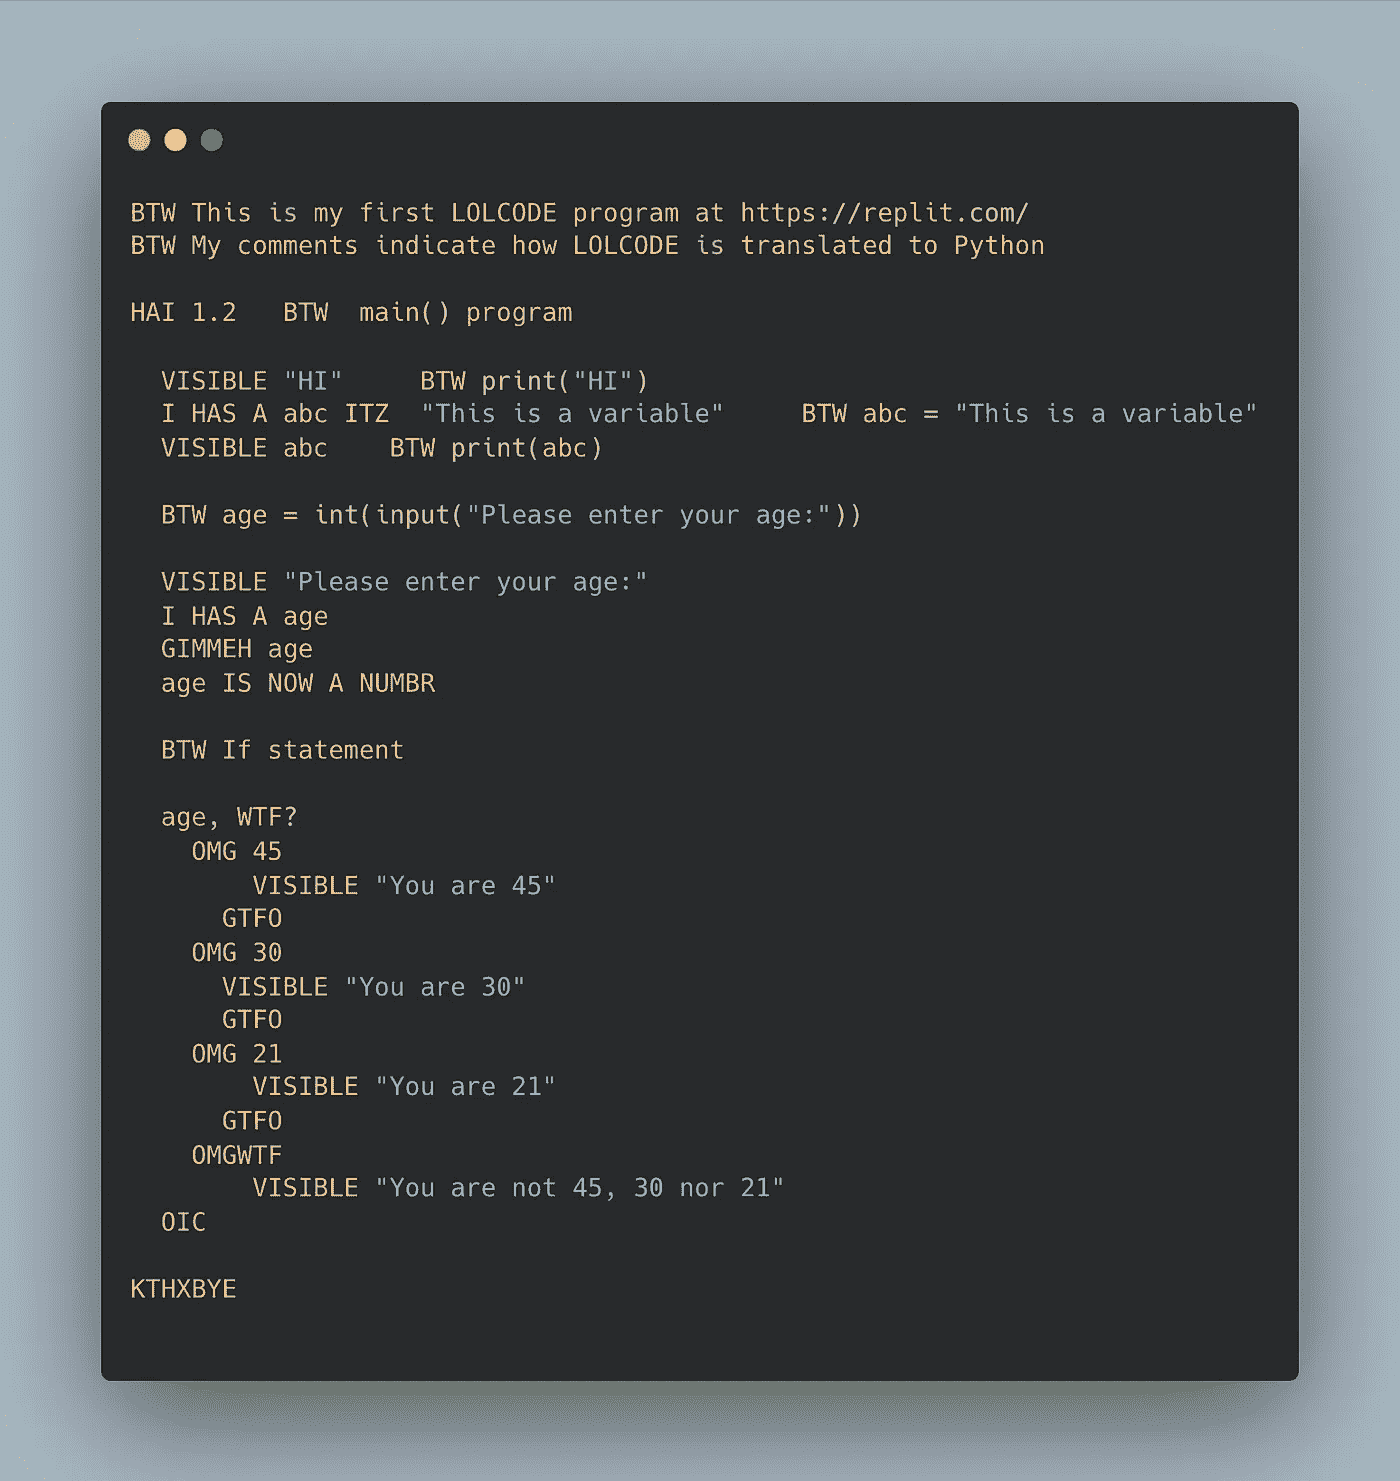 BTW This is my first LOLCODE program at https://replit.com/
BTW My comments indicate how LOLCODE is translated to Python
HAI 1.2   BTW  main() program
VISIBLE "HI"     BTW print("HI")
I HAS A abc ITZ  "This is a variable"     BTW abc = "This is a variable"
VISIBLE abc    BTW print(abc)
BTW age = int(input("Please enter your age:"))
VISIBLE "Please enter your age:"
I HAS A age
GIMMEH age
age IS NOW A NUMBR
BTW If statement
age, WTF?
OMG 45
VISIBLE "You are 45"
GTFO
OMG 30
VISIBLE "You are 30"
GTFO
OMG 21
VISIBLE "You are 21"
GTFO
OMGWTF
VISIBLE "You are not 45, 30 nor 21"
OIC
KTHXBYE